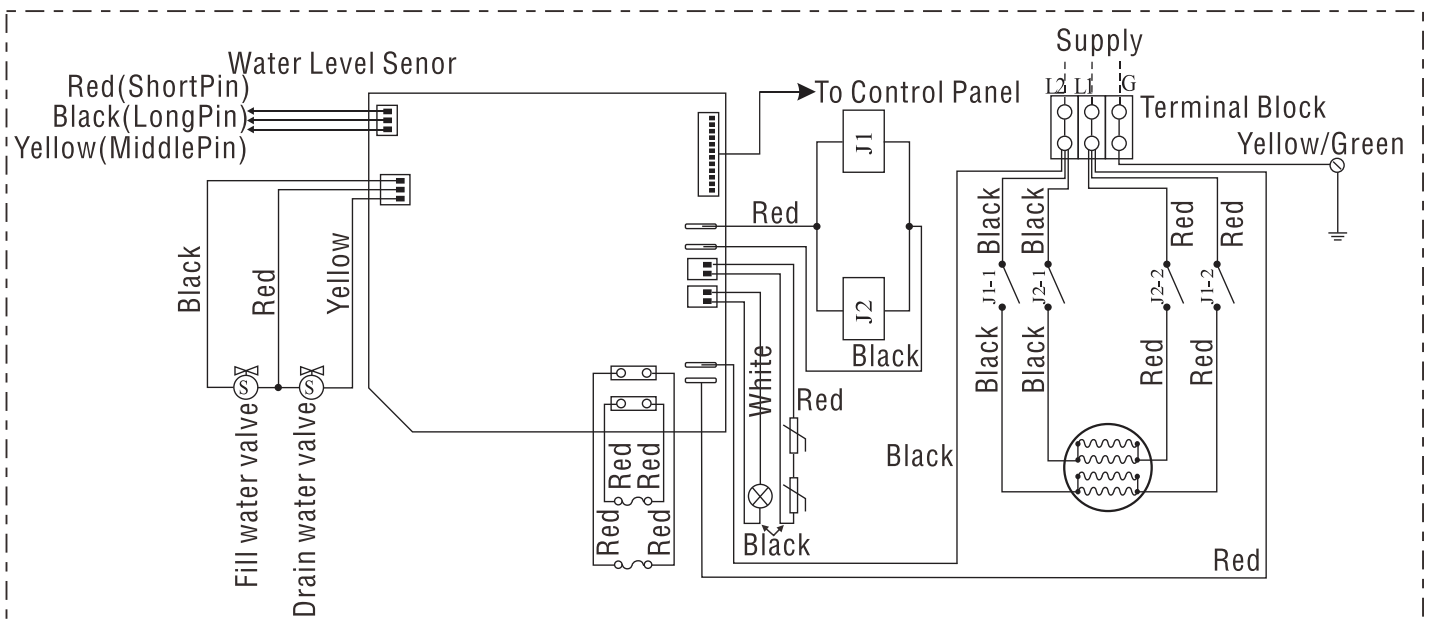 Supply
Water Level Senor
Red(ShortPin)
L2 L1 G
To Control Panel
Black(LongPin)
Terminal Block
Yellow(MiddlePin)
Yellow/Green
J1
Red
Black
Black
Red
Red
Black
Red
Yellow
J1-1
J2-1
J2-2
J1-2
J2
Black
Black
Black
Red
Red
White
Red
S
S
Black
Red
Red
Fill water valve
Drain water valve
Red
Red
Black
Red